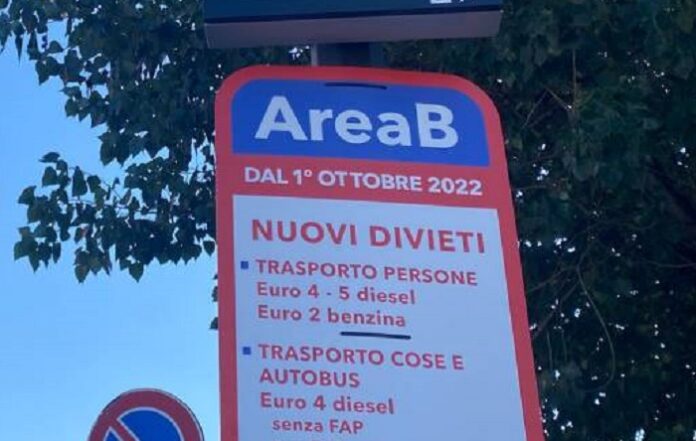 AreaB
DAL 1° OTTOBRE 2022
NUOVI DIVIETI
▪ TRASPORTO PERSONE
Euro 4 - 5 diesel
Euro 2 benzina
▪ TRASPORTO COSE E
AUTOBUS
Euro 4 diesel
senza FAP